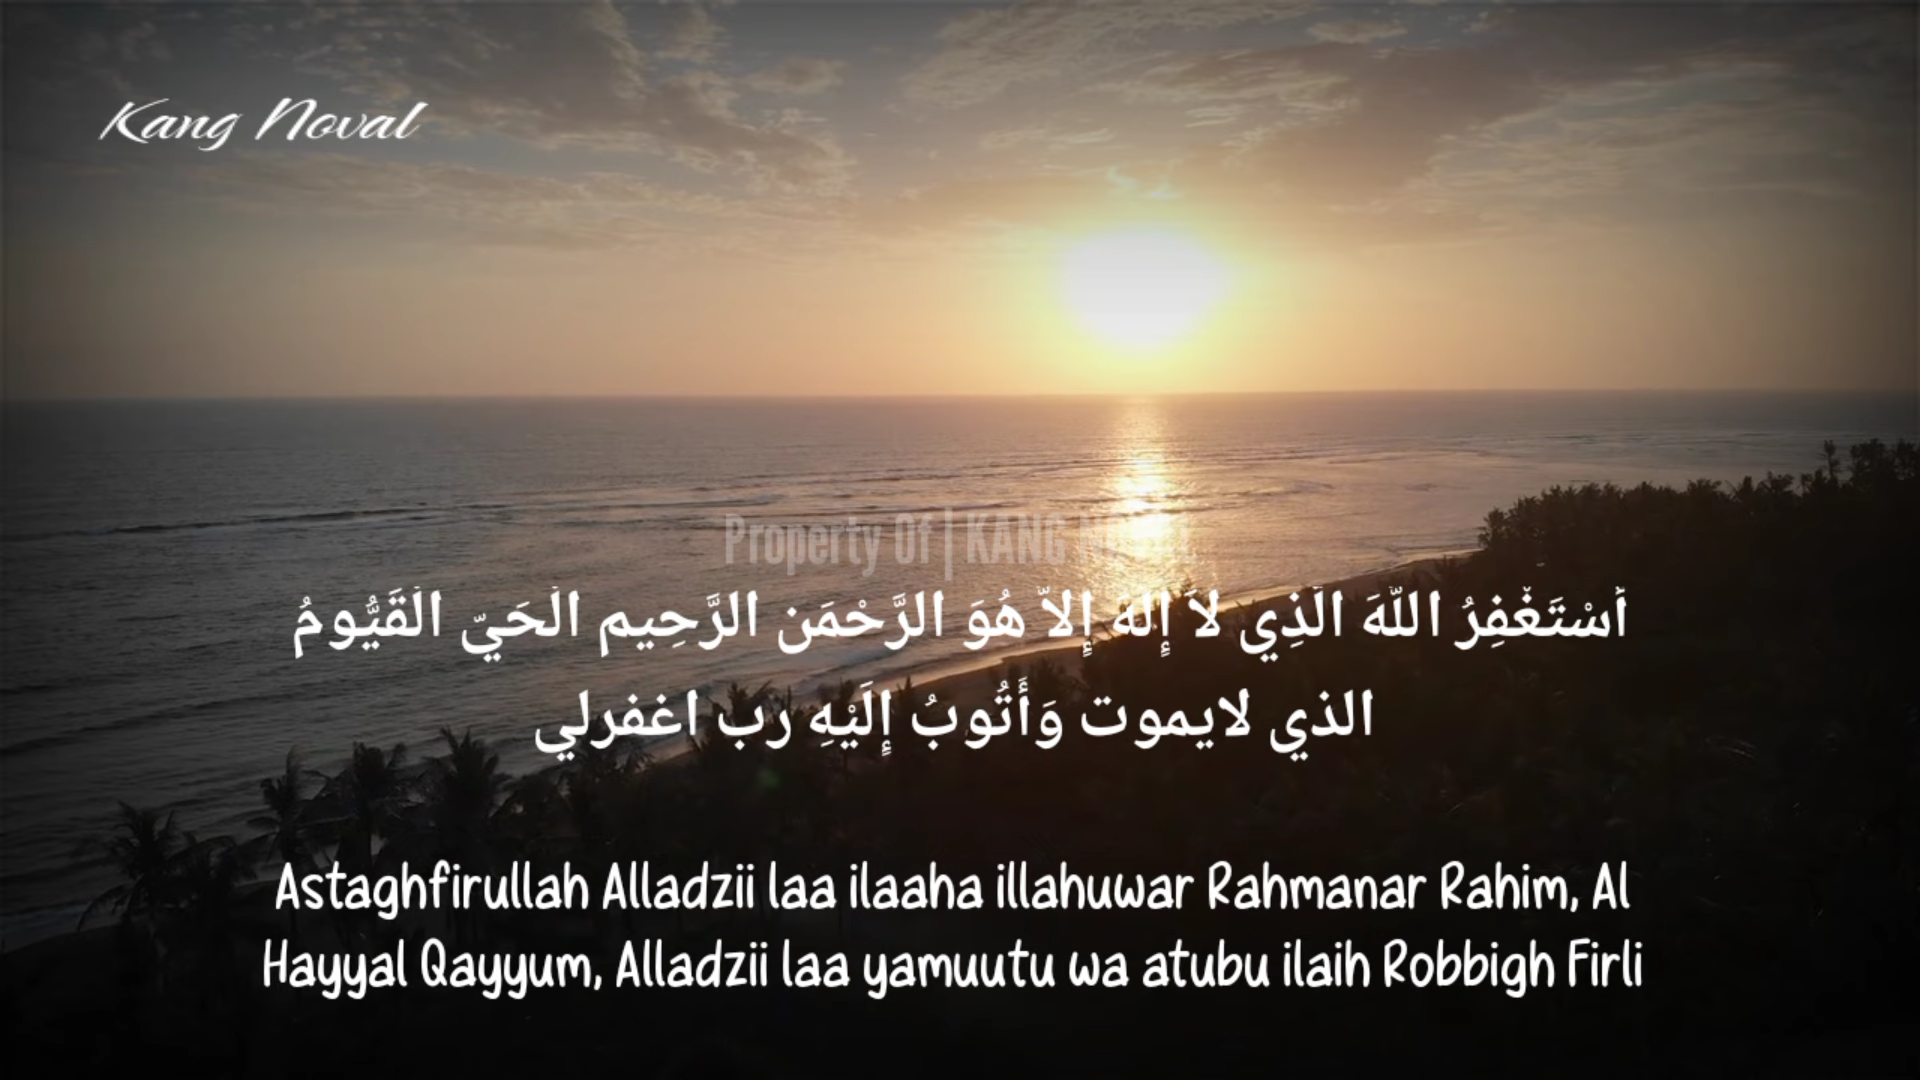 Kang Noval
Property Of | KANG NOVAL
أَسْتَغْفِرُ اللّهَ الَّذِي لاَ إِلَهَ إِلاّ هُوَ الرَّحْمَن الرَّحِيم الْحَيّ الْقَيُّومُ
الذي لايموت وَأَتُوبُ إِلَيْهِ رب اغفرلي
Astaghfirullah Alladzii laa ilaaha illahuwar Rahmanar Rahim, Al
Hayyal Qayyum, Alladzii laa yamuutu wa atubu ilaih Robbigh Firli